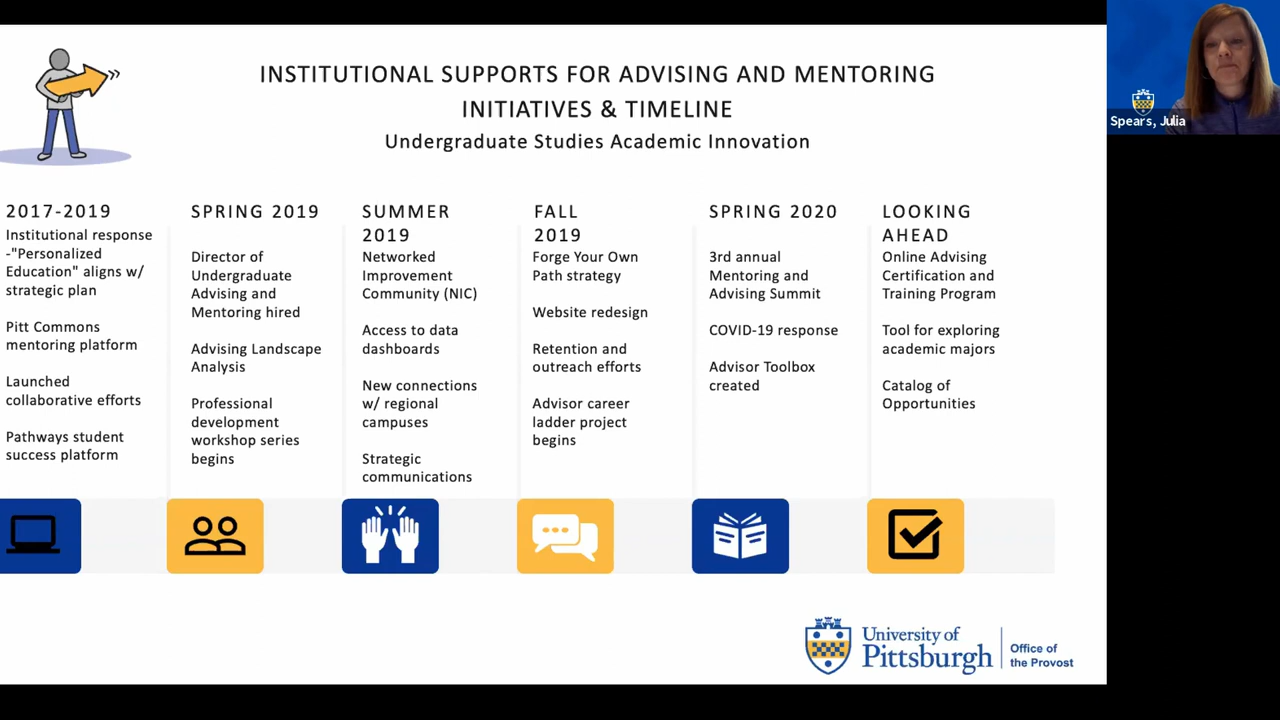 INSTITUTIONAL SUPPORTS FOR ADVISING AND MENTORING
INITIATIVES & TIMELINE
Undergraduate Studies Academic Innovation
Spears, Julia
2017-2019
Institutional response
-"Personalized
Education" aligns w/
strategic plan
Pitt Commons
mentoring platform
Launched
collaborative efforts
Pathways student
success platform
SPRING 2019
Director of
Undergraduate
Advising and
Mentoring hired
Advising Landscape
Analysis
Professional
development
workshop series
begins
SUMMER
2019
Networked
Improvement
Community (NIC)
Access to data
dashboards
New connections
w/ regional
campuses
Strategic
communications
FALL
2019
Forge Your Own
Path strategy
Website redesign
Retention and
outreach efforts
Advisor career
ladder project
begins
SPRING 2020
3rd annual
Mentoring and
Advising Summit
COVID-19 response
Advisor Toolbox
created
LOOKING
AHEAD
Online Advising
Certification and
Training Program
Tool for exploring
academic majors
Catalog of
Opportunities
University of
Pittsburgh
Office of
the Provost